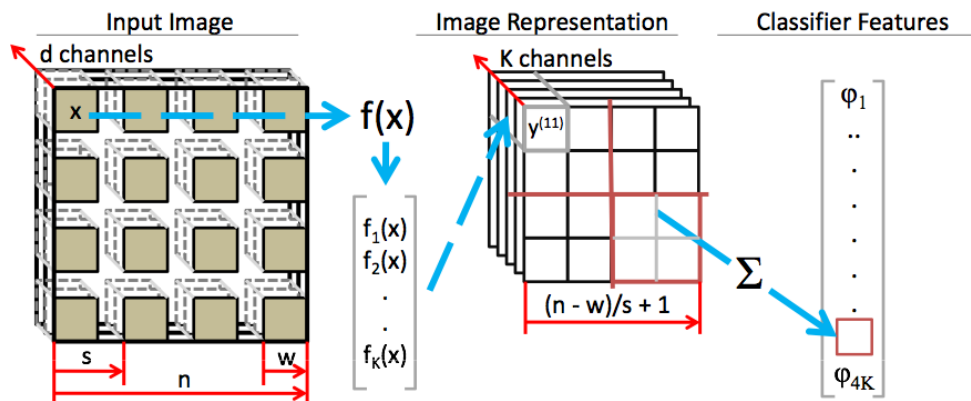 Input Image
d channels
x
s
w
n
f(x)
f₁(x)
f₂(x)
.
.
fₖ(x)
Image Representation
K channels
y⁽¹¹⁾
(n - w)/s + 1
Σ
Classifier Features
φ₁
..
.
.
.
.
.
φ₄ₖ